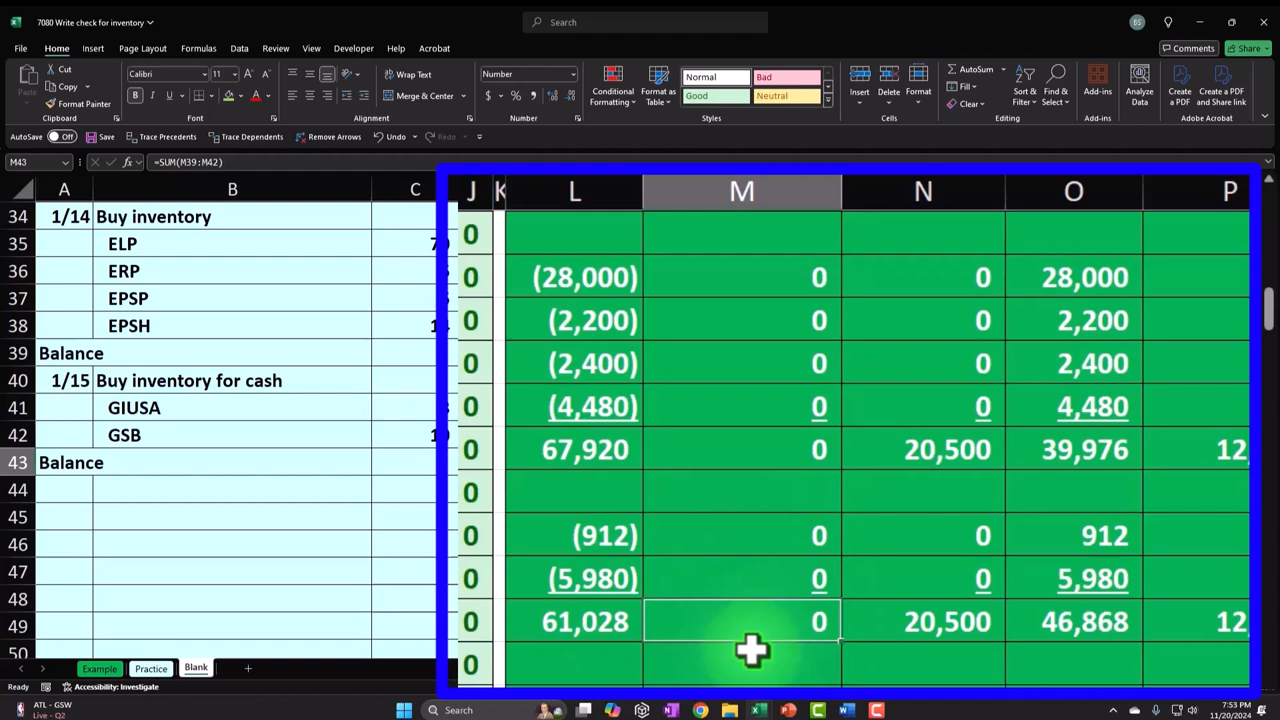 7080 Write check for inventory
Search
BS
File Home Insert Page Layout Formulas Data Review View Developer Help Acrobat
Comments Share
Paste
Cut
Copy
Format Painter
Clipboard
Calibri 11
B I U
Font
Wrap Text
Merge & Center
Alignment
Number
$ % 9
Number
Conditional Formatting
Format as Table
Normal Bad
Good Neutral
Styles
Insert Delete Format
Cells
AutoSum
Fill
Clear
Sort & Filter
Find & Select
Editing
Add-ins
Add-ins
Analyze Data
Create a PDF
Create a PDF and Share link
Adobe Acrobat
AutoSave Off Save Trace Precedents Trace Dependents Remove Arrows Undo Redo
M43 fx =SUM(M39:M42)
A B C J K L M N O P
34 1/14 Buy inventory 0
35 ELP 0 (28,000) 0 0 28,000
36 ERP 0 (2,200) 0 0 2,200
37 EPSP 0 (2,400) 0 0 2,400
38 EPSH 0 (4,480) 0 0 4,480
39 Balance 0 67,920 0 20,500 39,976 12,
40 1/15 Buy inventory for cash 0
41 GIUSA 0 (912) 0 0 912
42 GSB 0 (5,980) 0 0 5,980
43 Balance 0 61,028 0 20,500 46,868 12,
44 0
45
46
47
48
49
50
Example Practice Blank +
Ready Accessibility: Investigate
ATL - GSW
Live - Q2
Search
7:53 PM
11/20/2024